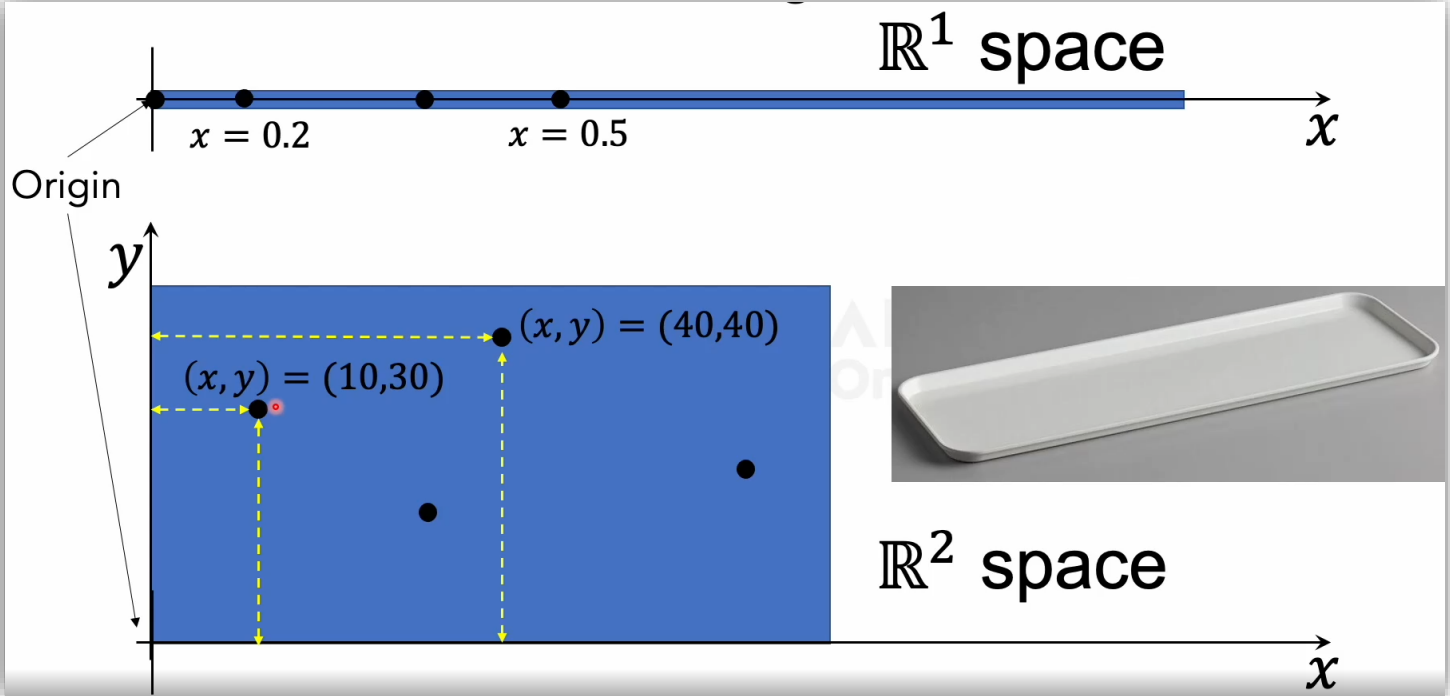 ℝ¹ space
x = 0.2
x = 0.5
x
Origin
y
(x, y) = (40,40)
(x, y) = (10,30)
ℝ² space
x